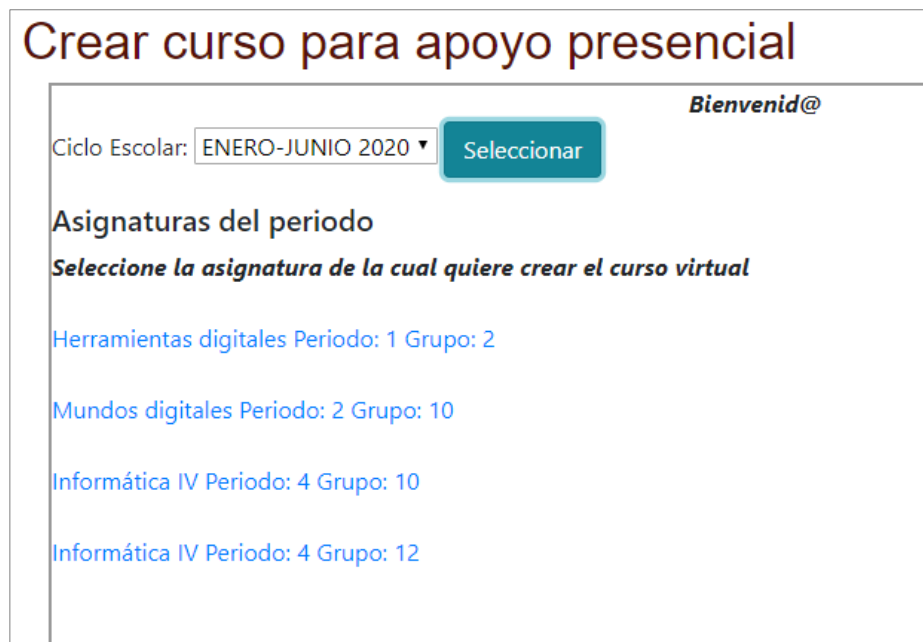 Crear curso para apoyo presencial
Bienvenid@
Ciclo Escolar: ENERO-JUNIO 2020 Seleccionar
Asignaturas del periodo
Seleccione la asignatura de la cual quiere crear el curso virtual
Herramientas digitales Periodo: 1 Grupo: 2
Mundos digitales Periodo: 2 Grupo: 10
Informática IV Periodo: 4 Grupo: 10
Informática IV Periodo: 4 Grupo: 12